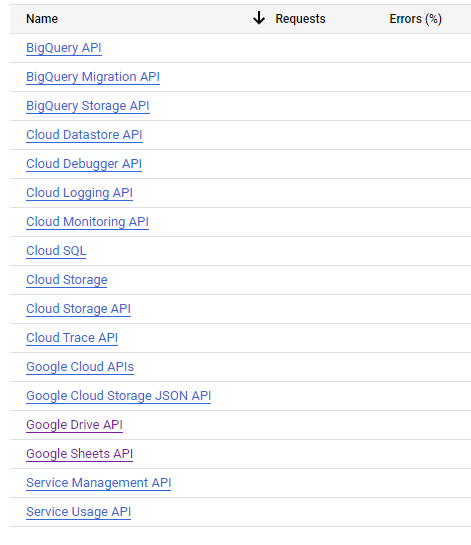 Name Requests Errors (%)
BigQuery API
BigQuery Migration API
BigQuery Storage API
Cloud Datastore API
Cloud Debugger API
Cloud Logging API
Cloud Monitoring API
Cloud SQL
Cloud Storage
Cloud Storage API
Cloud Trace API
Google Cloud APIs
Google Cloud Storage JSON API
Google Drive API
Google Sheets API
Service Management API
Service Usage API